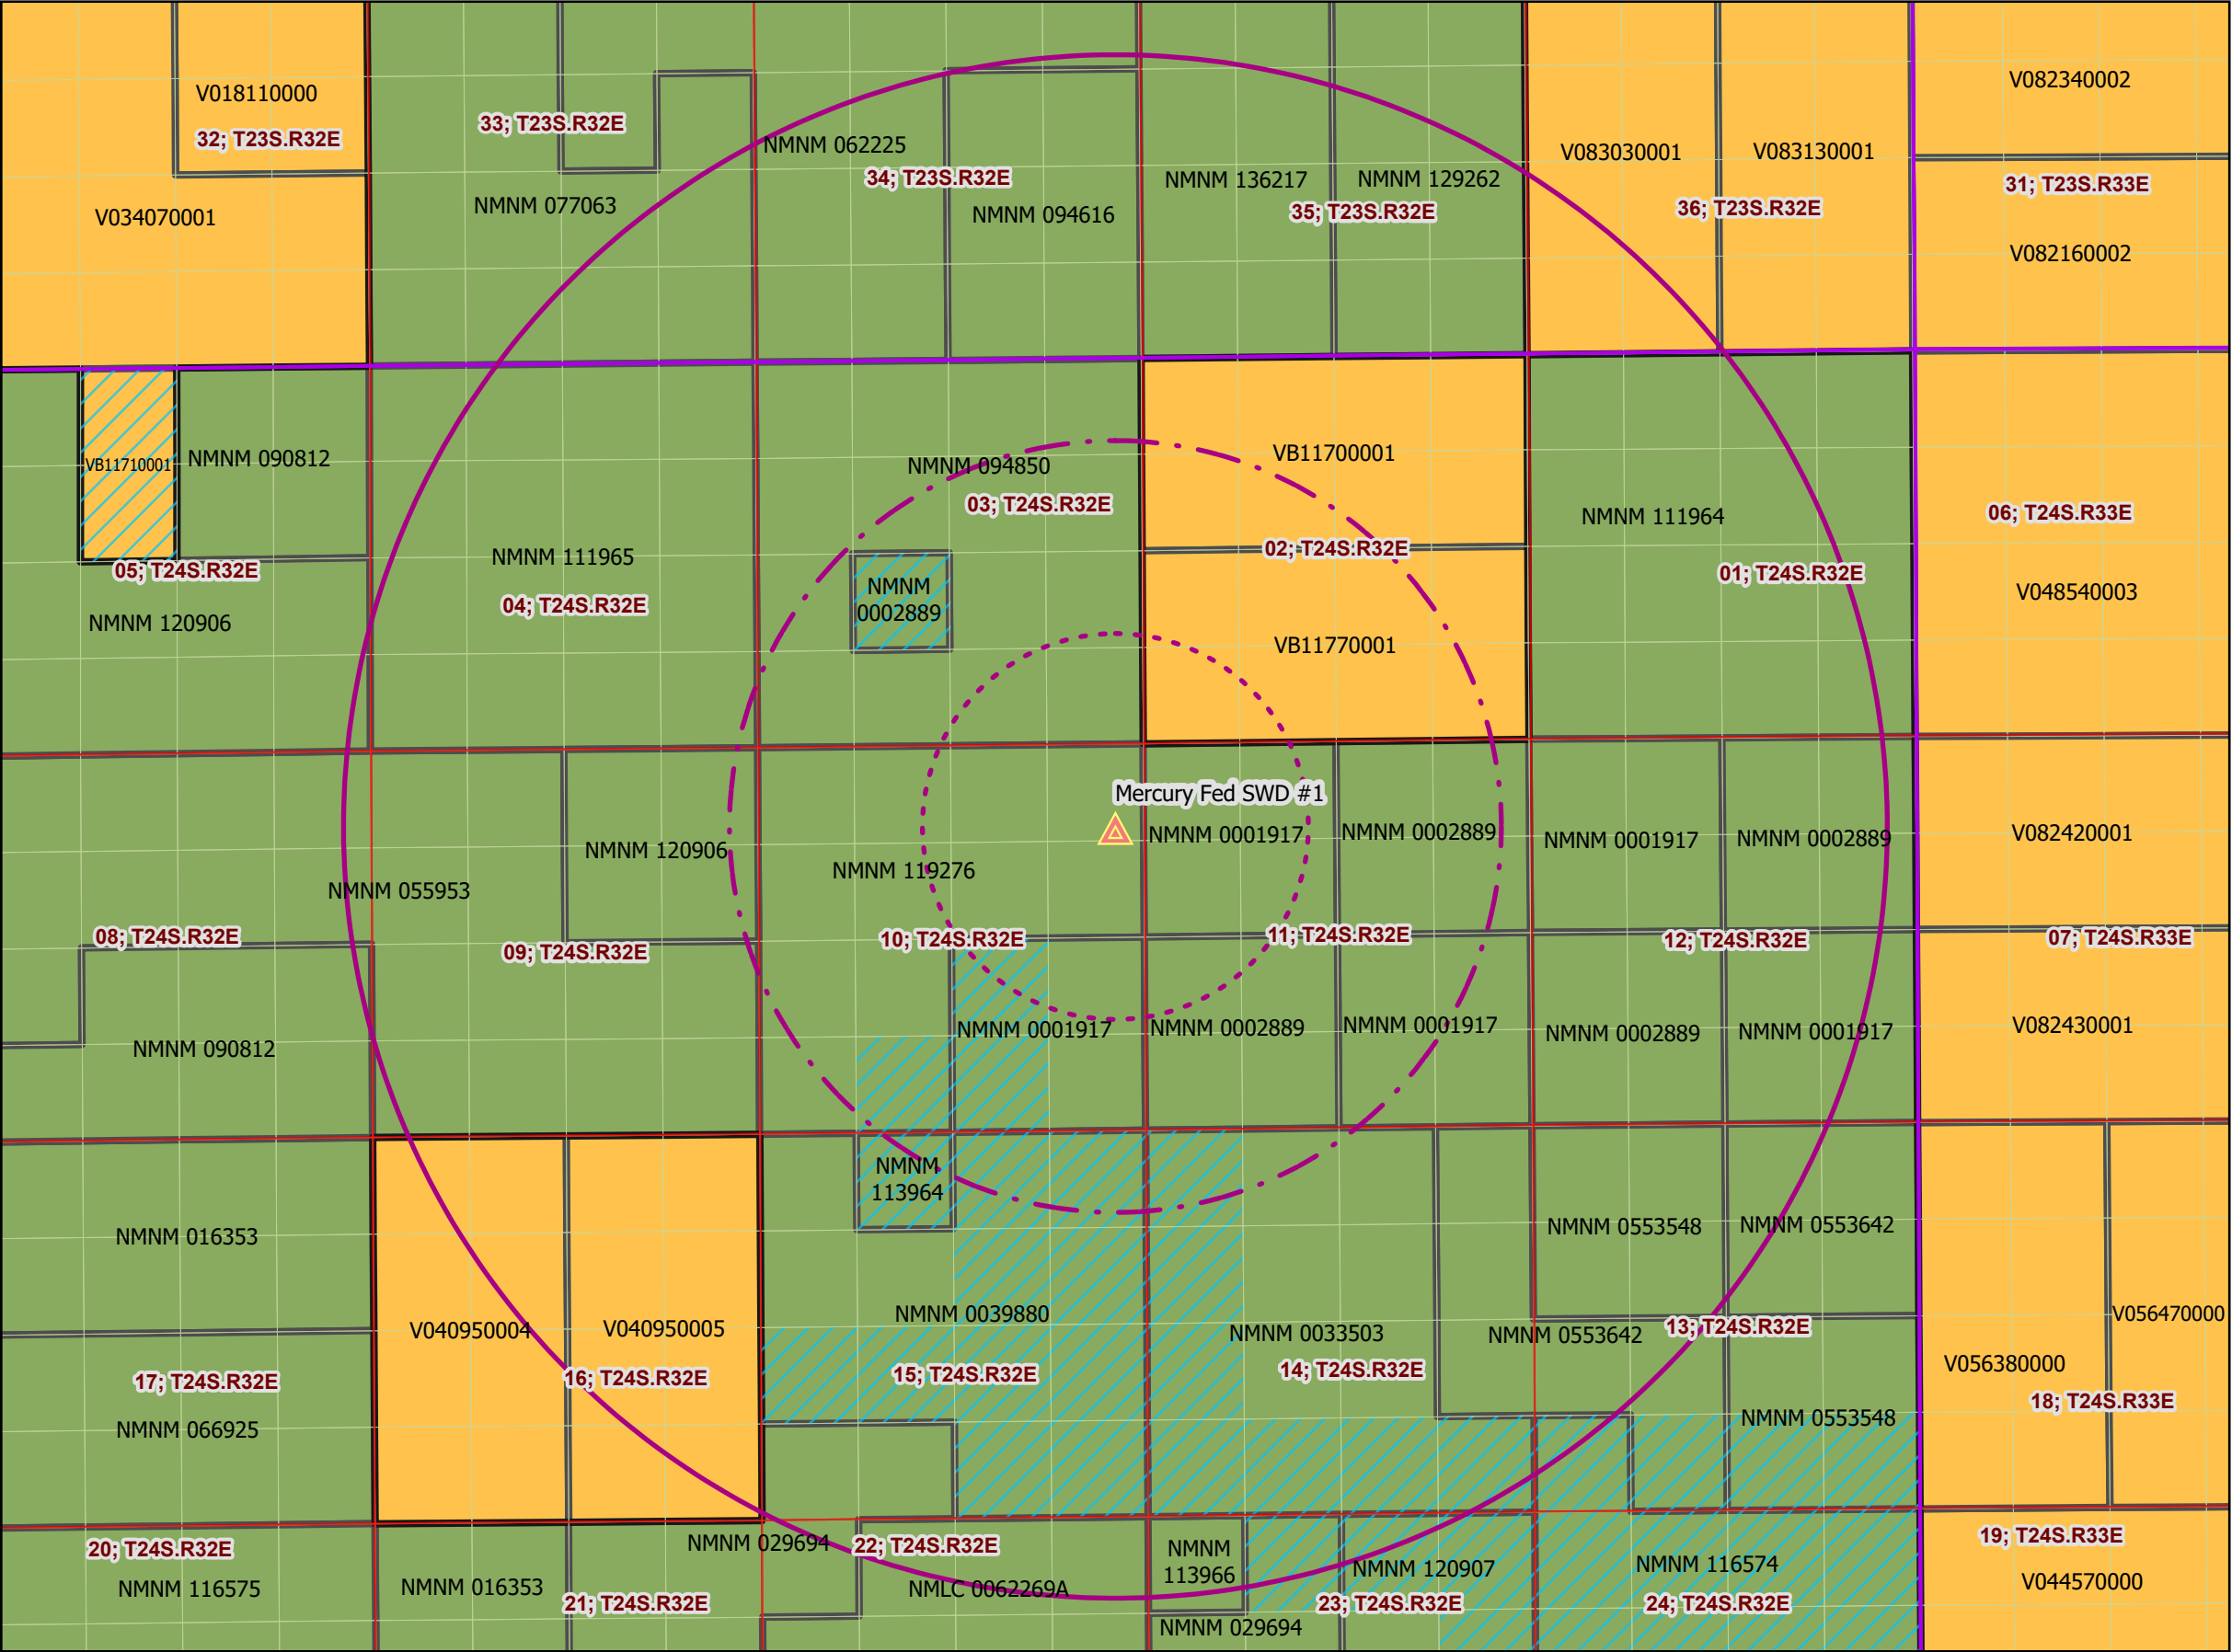 V018110000
32; T23S.R32E
V034070001
33; T23S.R32E
NMNM 077063
NMNM 062225
34; T23S.R32E
NMNM 094616
NMNM 136217
NMNM 129262
35; T23S.R32E
V083030001
V083130001
36; T23S.R32E
V082340002
31; T23S.R33E
V082160002
VB11710001
NMNM 090812
05; T24S.R32E
NMNM 120906
NMNM 111965
04; T24S.R32E
NMNM 094850
03; T24S.R32E
NMNM
0002889
VB11700001
02; T24S.R32E
VB11770001
NMNM 111964
01; T24S.R32E
06; T24S.R33E
V048540003
NMNM 055953
08; T24S.R32E
NMNM 090812
NMNM 120906
09; T24S.R32E
Mercury Fed SWD #1
NMNM 119276
10; T24S.R32E
NMNM 0001917
NMNM 0001917
NMNM 0002889
11; T24S.R32E
NMNM 0002889
NMNM 0001917
NMNM 0001917
NMNM 0002889
12; T24S.R32E
NMNM 0002889
NMNM 0001917
V082420001
07; T24S.R33E
V082430001
NMNM 016353
17; T24S.R32E
NMNM 066925
V040950004
V040950005
16; T24S.R32E
NMNM
113964
NMNM 0039880
15; T24S.R32E
NMNM 0033503
14; T24S.R32E
NMNM 0553548
NMNM 0553642
NMNM 0553642
13; T24S.R32E
NMNM 0553548
V056470000
V056380000
18; T24S.R33E
20; T24S.R32E
NMNM 116575
NMNM 016353
21; T24S.R32E
NMNM 029694
22; T24S.R32E
NMLC 0062269A
NMNM
113966
NMNM 029694
NMNM 120907
23; T24S.R32E
NMNM 116574
24; T24S.R32E
19; T24S.R33E
V044570000